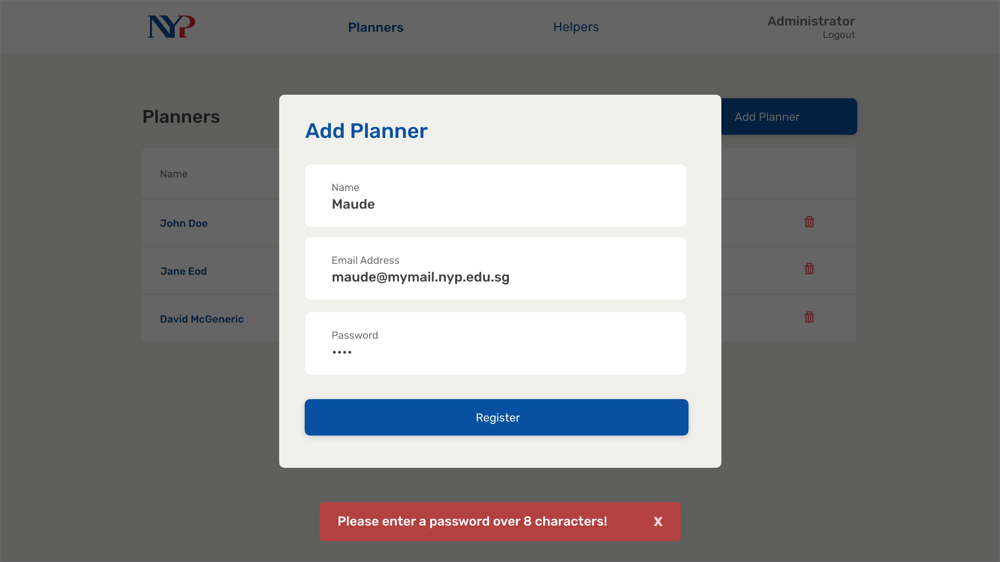 NYP
Planners
Helpers
Administrator
Logout
Planners
Add Planner
Name
John Doe
Jane Eod
David McGeneric
Add Planner
Name
Maude
Email Address
maude@mymail.nyp.edu.sg
Password
••••
Register
Please enter a password over 8 characters!
X